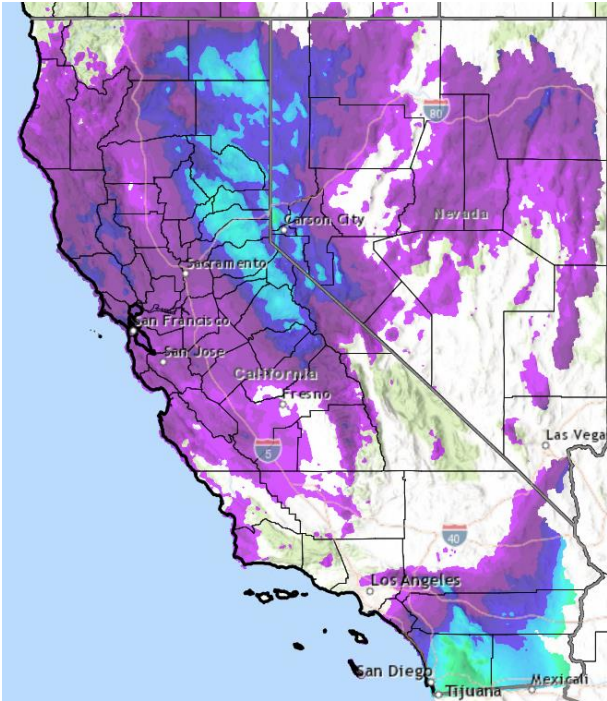 80
Carson City
Nevada
Sacramento
San Francisco
San Jose
California
Fresno
5
Las Vega
40
Los Angeles
San Diego
Mexicali
Tijuana